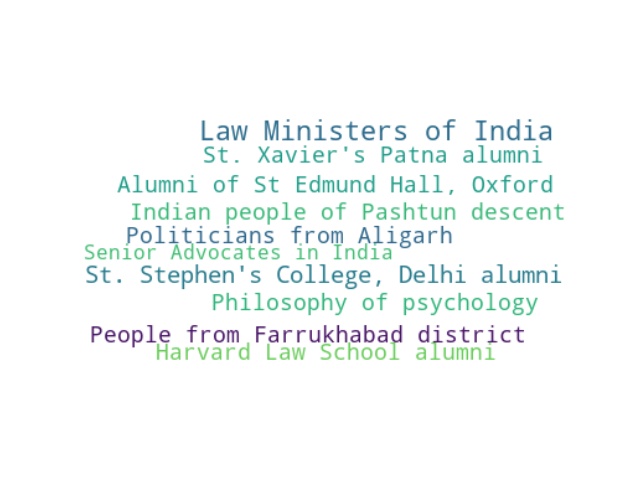 Law Ministers of India
St. Xavier's Patna alumni
Alumni of St Edmund Hall, Oxford
Indian people of Pashtun descent
Politicians from Aligarh
Senior Advocates in India
St. Stephen's College, Delhi alumni
Philosophy of psychology
People from Farrukhabad district
Harvard Law School alumni